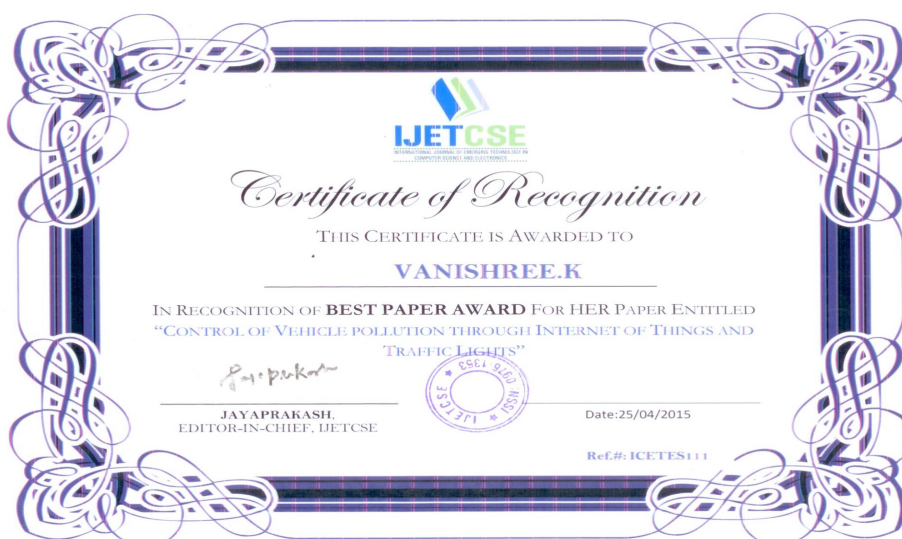 IJETCSE
INTERNATIONAL JOURNAL OF EMERGING TECHNOLOGY IN
COMPUTER SCIENCE AND ELECTRONICS
Certificate of Recognition
THIS CERTIFICATE IS AWARDED TO
VANISHREE.K
IN RECOGNITION OF BEST PAPER AWARD FOR HER PAPER ENTITLED
“CONTROL OF VEHICLE POLLUTION THROUGH INTERNET OF THINGS AND
TRAFFIC LIGHTS”
Jayaprakash
JAYAPRAKASH,
EDITOR-IN-CHIEF, IJETCSE
IJETCSE * ISSN 0976 1353 *
Date:25/04/2015
Ref.#: ICETES111